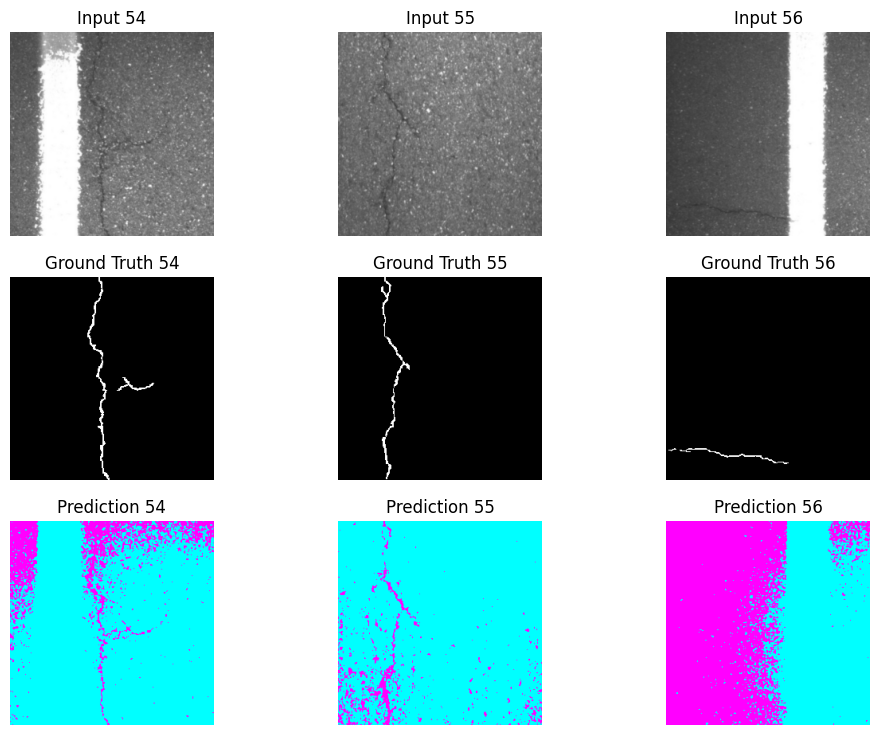 Input 54
Input 55
Input 56
Ground Truth 54
Ground Truth 55
Ground Truth 56
Prediction 54
Prediction 55
Prediction 56